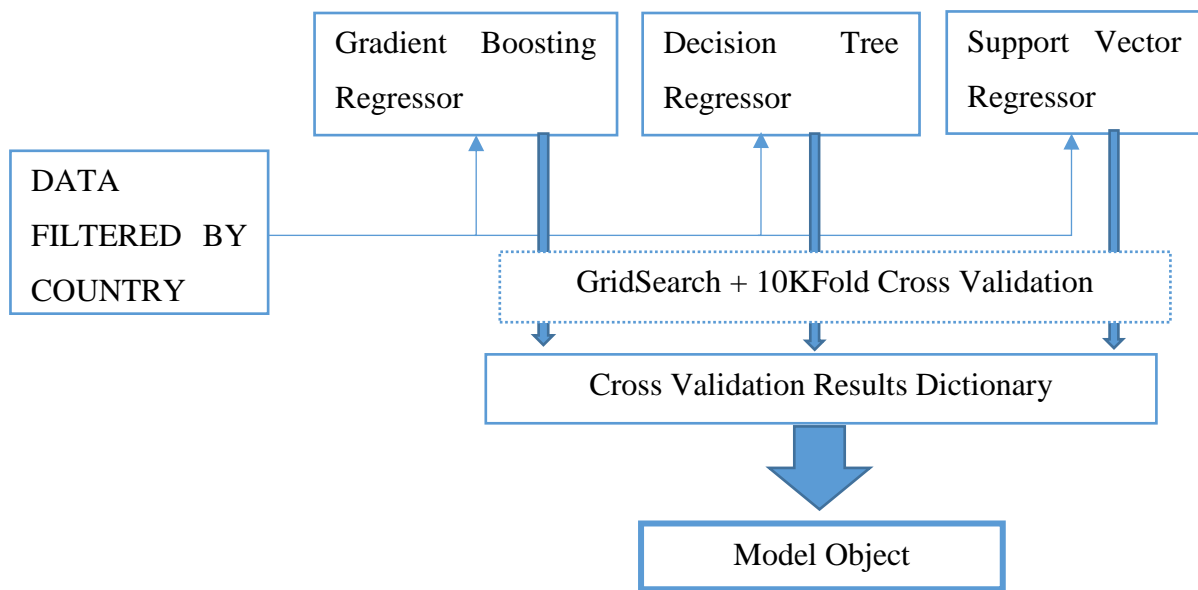 Gradient Boosting
Regressor
Decision Tree
Regressor
Support Vector
Regressor
DATA
FILTERED BY
COUNTRY
GridSearch + 10KFold Cross Validation
Cross Validation Results Dictionary
Model Object